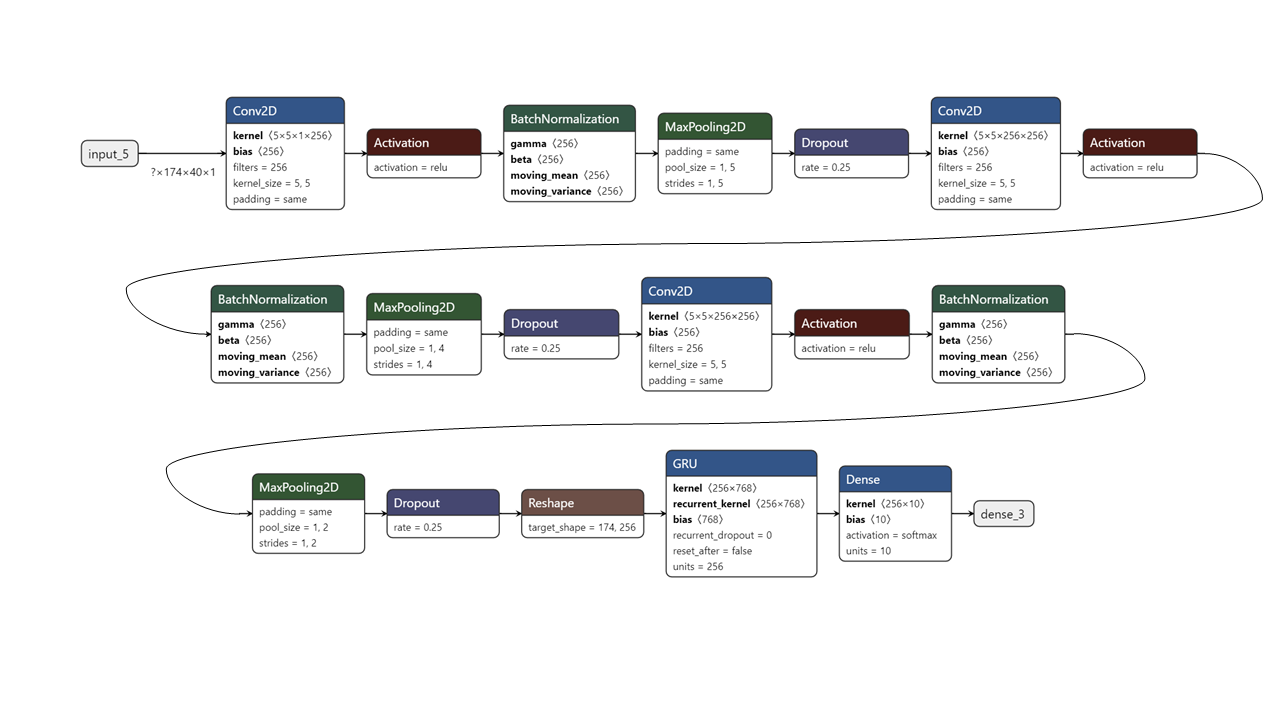 input_5
?×174×40×1
Conv2D
kernel 〈5×5×1×256〉
bias 〈256〉
filters = 256
kernel_size = 5, 5
padding = same
Activation
activation = relu
BatchNormalization
gamma 〈256〉
beta 〈256〉
moving_mean 〈256〉
moving_variance 〈256〉
MaxPooling2D
padding = same
pool_size = 1, 5
strides = 1, 5
Dropout
rate = 0.25
Conv2D
kernel 〈5×5×256×256〉
bias 〈256〉
filters = 256
kernel_size = 5, 5
padding = same
Activation
activation = relu
BatchNormalization
gamma 〈256〉
beta 〈256〉
moving_mean 〈256〉
moving_variance 〈256〉
MaxPooling2D
padding = same
pool_size = 1, 4
strides = 1, 4
Dropout
rate = 0.25
Conv2D
kernel 〈5×5×256×256〉
bias 〈256〉
filters = 256
kernel_size = 5, 5
padding = same
Activation
activation = relu
BatchNormalization
gamma 〈256〉
beta 〈256〉
moving_mean 〈256〉
moving_variance 〈256〉
MaxPooling2D
padding = same
pool_size = 1, 2
strides = 1, 2
Dropout
rate = 0.25
Reshape
target_shape = 174, 256
GRU
kernel 〈256×768〉
recurrent_kernel 〈256×768〉
bias 〈768〉
recurrent_dropout = 0
reset_after = false
units = 256
Dense
kernel 〈256×10〉
bias 〈10〉
activation = softmax
units = 10
dense_3